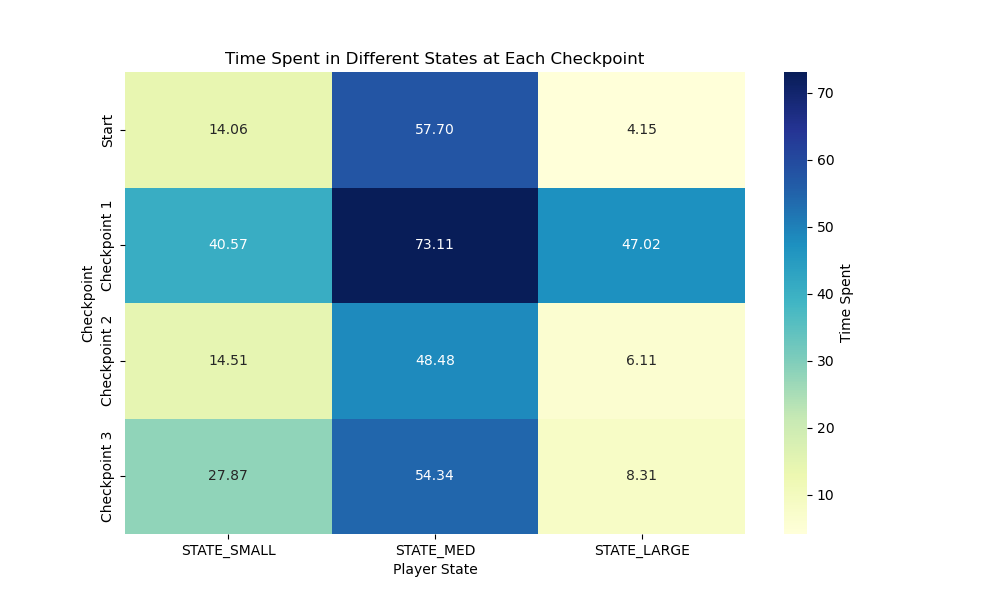 Time Spent in Different States at Each Checkpoint
Checkpoint
Start
14.06 57.70 4.15
Checkpoint 1
40.57 73.11 47.02
Checkpoint 2
14.51 48.48 6.11
Checkpoint 3
27.87 54.34 8.31
STATE_SMALL STATE_MED STATE_LARGE
Player State
70
60
50
40
30
20
10
Time Spent